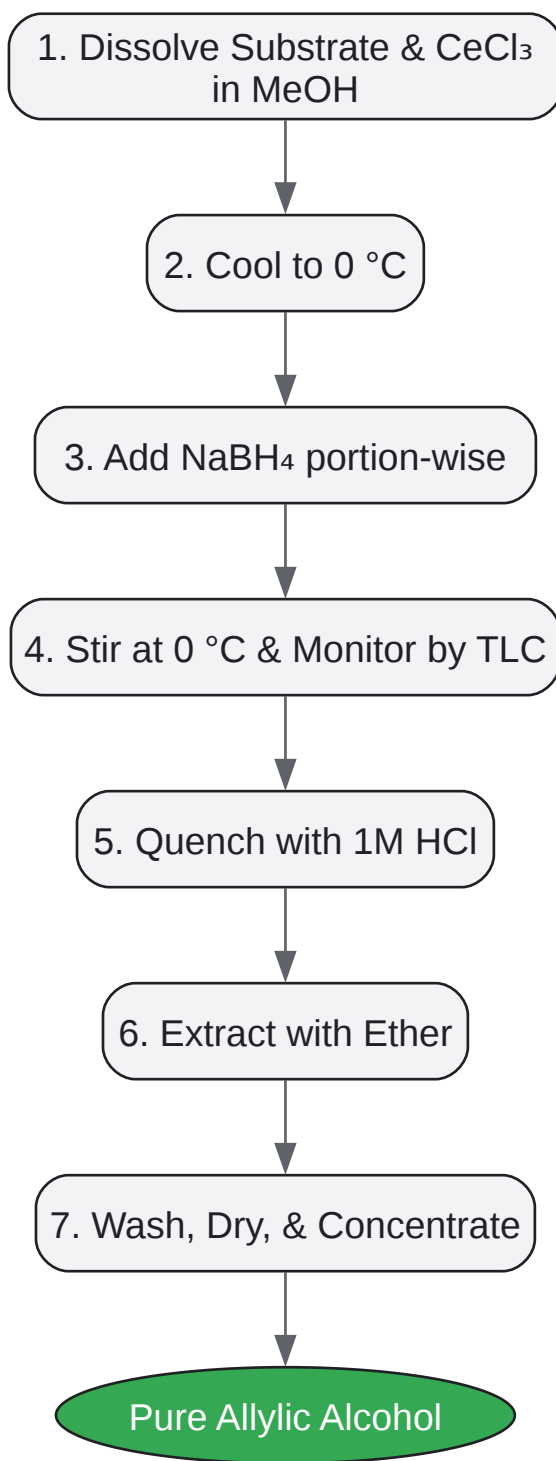 1. Dissolve Substrate & CeCl₃
in MeOH
2. Cool to 0 °C
3. Add NaBH₄ portion-wise
4. Stir at 0 °C & Monitor by TLC
5. Quench with 1M HCl
6. Extract with Ether
7. Wash, Dry, & Concentrate
Pure Allylic Alcohol